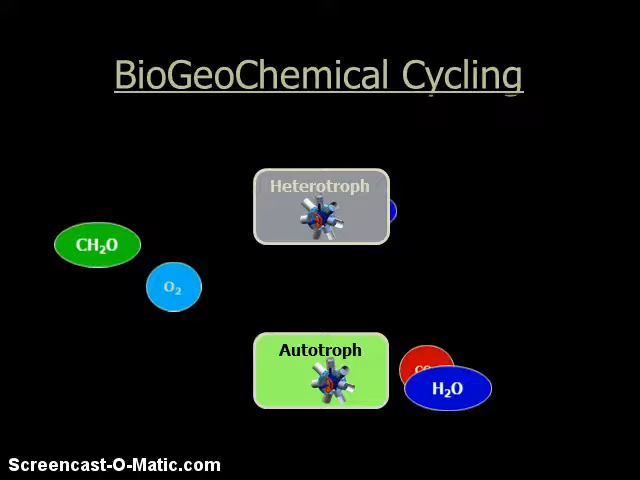 BioGeoChemical Cycling
Heterotroph
CH₂O
O₂
Autotroph
H₂O
Screencast-O-Matic.com